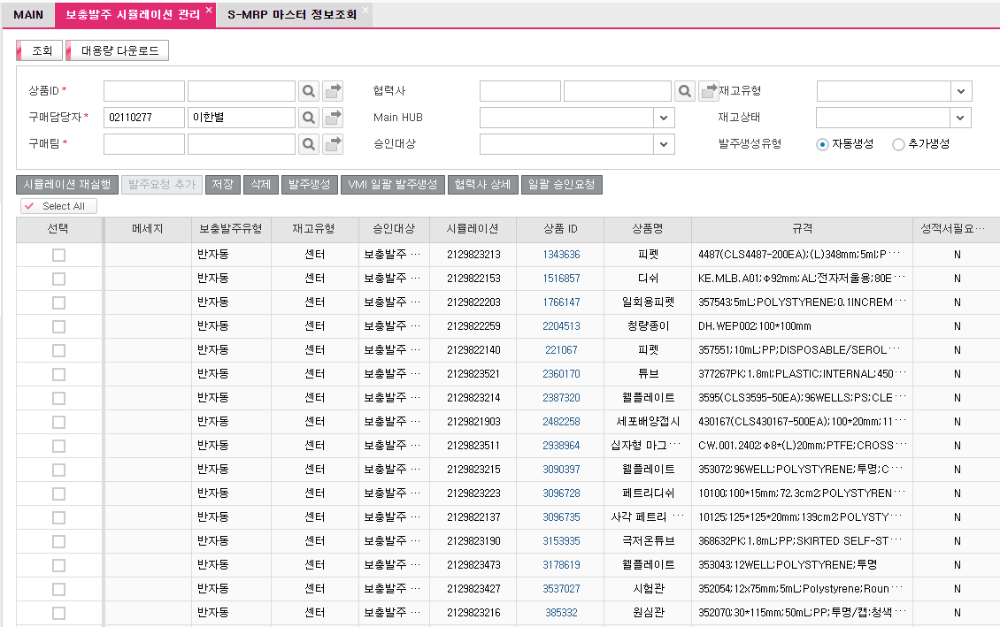 MAIN 보충발주 시뮬레이션 관리 × S-MRP 마스터 정보조회 ×
조회 대용량 다운로드
상품ID * 협력사 재고유형
구매담당자 * 02110277 이한별 Main HUB 재고상태
구매팀 * 승인대상 발주생성유형 자동생성 추가생성
시뮬레이션 재실행 발주요청 추가 저장 삭제 발주생성 VMI 일괄 발주생성 협력사 상세 일괄 승인요청
Select All
선택 메세지 보충발주유형 재고유형 승인대상 시뮬레이션 상품 ID 상품명 규격 성적서필요···
반자동 센터 보충발주 ··· 2129823213 1343636 피펫 4487(CLS4487-200EA);(L)348mm;5ml;P···
반자동 센터 보충발주 ··· 2129822153 1516857 디쉬 KE.MLB.A01;Φ92mm;AL;전자저울용;80E··· N
반자동 센터 보충발주 ··· 2129822203 1766147 일회용피펫 357543;5mL;POLYSTYRENE;0.1INCREM··· N
반자동 센터 보충발주 ··· 2129822259 2204513 칭량종이 DH.WEP002;100*100mm N
반자동 센터 보충발주 ··· 2129822140 221067 피펫 357551;10mL;PP;DISPOSABLE/SEROL··· N
반자동 센터 보충발주 ··· 2129823521 2360170 튜브 377267PK;1.8ml;PLASTIC;INTERNAL;450··· N
반자동 센터 보충발주 ··· 2129823214 2387320 웰플레이트 3595(CLS3595-50EA);96WELLS;PS;CLE··· N
반자동 센터 보충발주 ··· 2129821903 2482258 세포배양접시 430167(CLS430167-500EA);100*20mm;11··· N
반자동 센터 보충발주 ··· 2129823511 2938964 십자형 마그··· CW.001.2402;Φ8*(L)20mm;PTFE;CROSS··· N
반자동 센터 보충발주 ··· 2129823215 3090397 웰플레이트 353072;96WELL;POLYSTYRENE;투명;C··· N
반자동 센터 보충발주 ··· 2129823223 3096728 페트리디쉬 10100;100*15mm;72.3cm2;POLYSTYREN··· N
반자동 센터 보충발주 ··· 2129822137 3096735 사각 페트리 ··· 10125;125*125*20mm;139cm2;POLYSTY··· N
반자동 센터 보충발주 ··· 2129823190 3153935 극저온튜브 368632PK;1.8mL;PP;SKIRTED SELF-ST··· N
반자동 센터 보충발주 ··· 2129823473 3178619 웰플레이트 353043;12WELL;POLYSTYRENE;투명 N
반자동 센터 보충발주 ··· 2129823427 3537027 시험관 352054;12x75mm;5mL;Polystyrene;Roun··· N
반자동 센터 보충발주 ··· 2129823216 385332 원심관 352070;30*115mm;50mL;PP;투명/캡:청색··· N